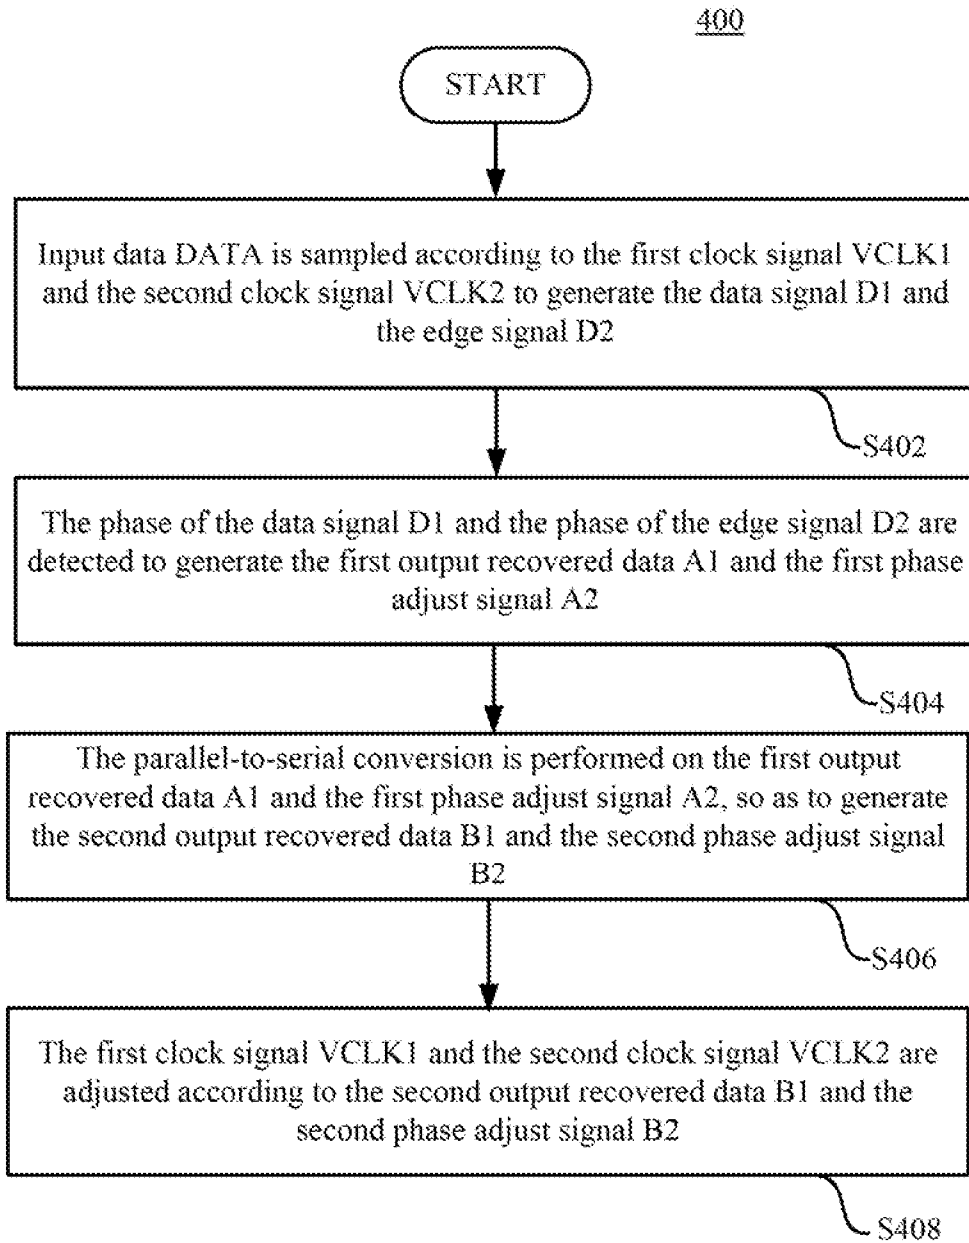 400
START
Input data DATA is sampled according to the first clock signal VCLK1
and the second clock signal VCLK2 to generate the data signal D1 and
the edge signal D2
S402
The phase of the data signal D1 and the phase of the edge signal D2 are
detected to generate the first output recovered data A1 and the first phase
adjust signal A2
S404
The parallel-to-serial conversion is performed on the first output
recovered data A1 and the first phase adjust signal A2, so as to generate
the second output recovered data B1 and the second phase adjust signal
B2
S406
The first clock signal VCLK1 and the second clock signal VCLK2 are
adjusted according to the second output recovered data B1 and the
second phase adjust signal B2
S408